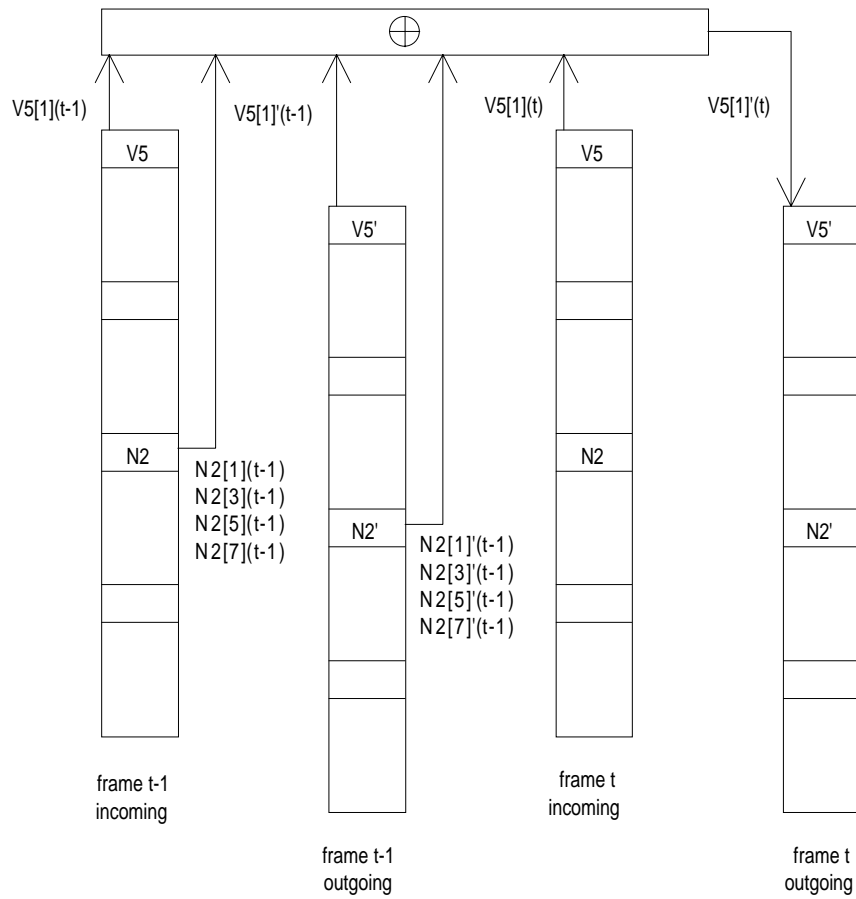 ⊕
V5[1](t-1)
V5[1]'(t-1)
V5[1](t)
V5[1]'(t)
V5
V5
V5'
V5'
N2
N2
N2[1](t-1)
N2[3](t-1)
N2[5](t-1)
N2[7](t-1)
N2'
N2'
N2[1]'(t-1)
N2[3]'(t-1)
N2[5]'(t-1)
N2[7]'(t-1)
frame t-1
incoming
frame t
incoming
frame t-1
outgoing
frame t
outgoing